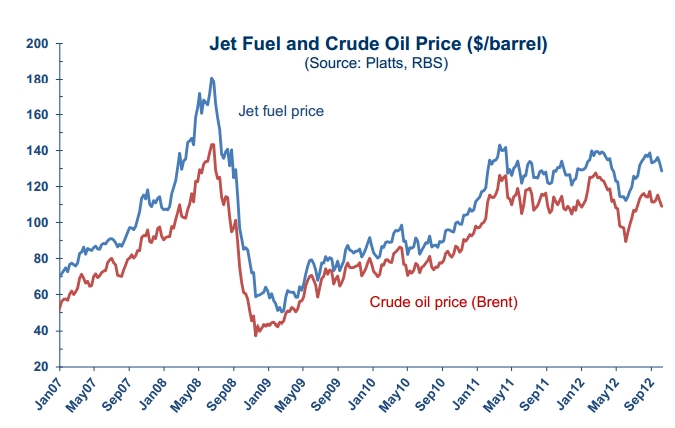 Jet Fuel and Crude Oil Price ($/barrel)
(Source: Platts, RBS)
200
180
160
140
120
100
80
60
40
20
Jet fuel price
Crude oil price (Brent)
Jan07
May07
Sep07
Jan08
May08
Sep08
Jan09
May09
Sep09
Jan10
May10
Sep10
Jan11
May11
Sep11
Jan12
May12
Sep12